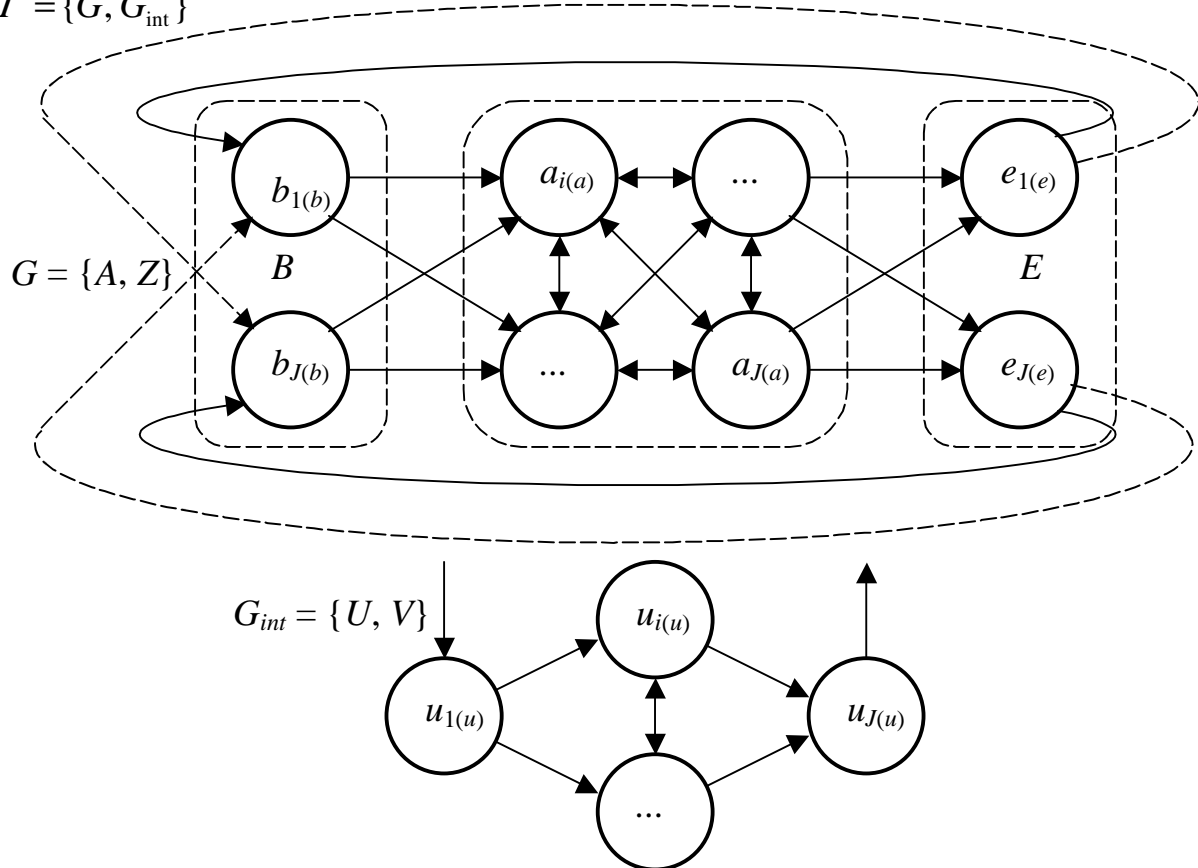 = {G, G_int}
b_1(b) a_i(a) ... e_1(e)
G = {A, Z} B E
b_J(b) ... a_J(a) e_J(e)
G_int = {U, V} u_i(u)
u_1(u) u_J(u)
...